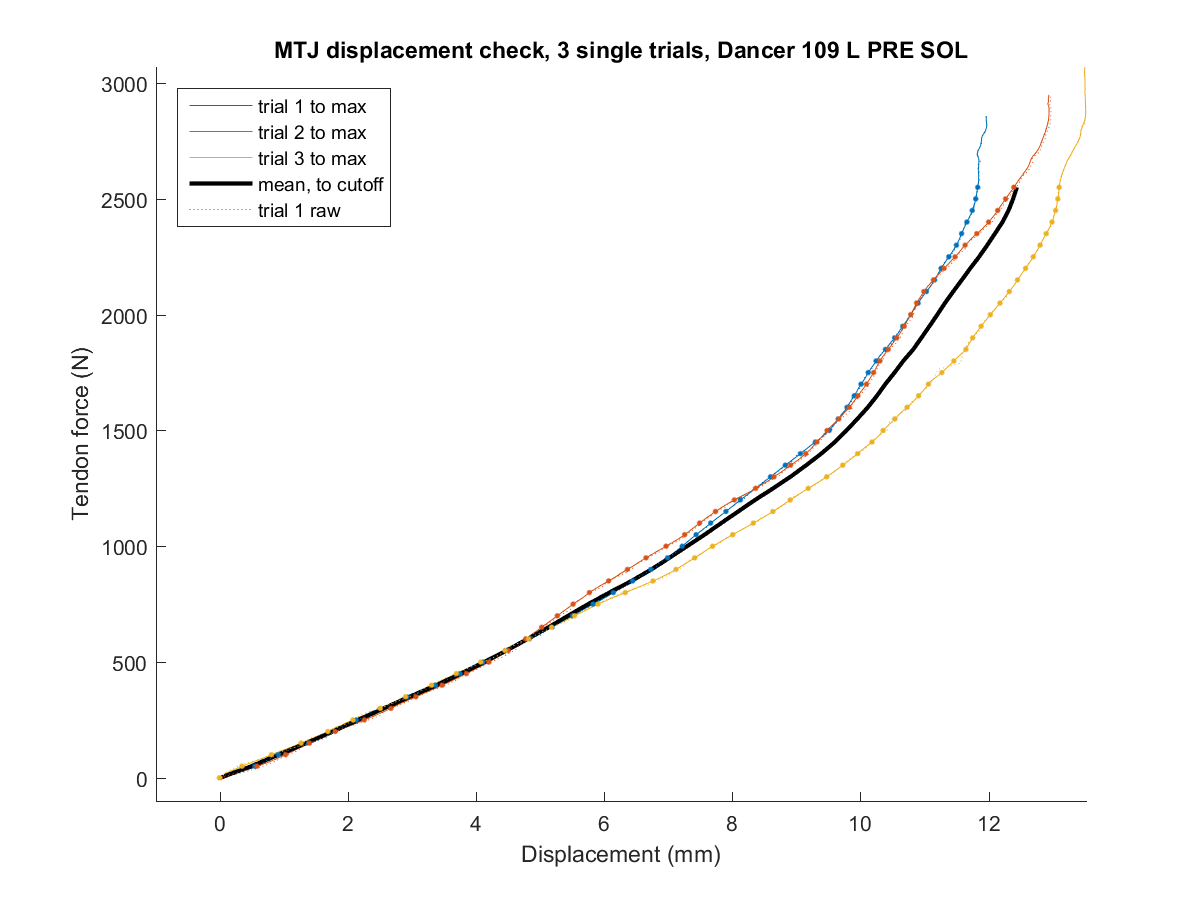 MTJ displacement check, 3 single trials, Dancer 109 L PRE SOL
trial 1 to max
trial 2 to max
trial 3 to max
mean, to cutoff
trial 1 raw
3000
2500
2000
1500
1000
500
0
Tendon force (N)
0 2 4 6 8 10 12
Displacement (mm)